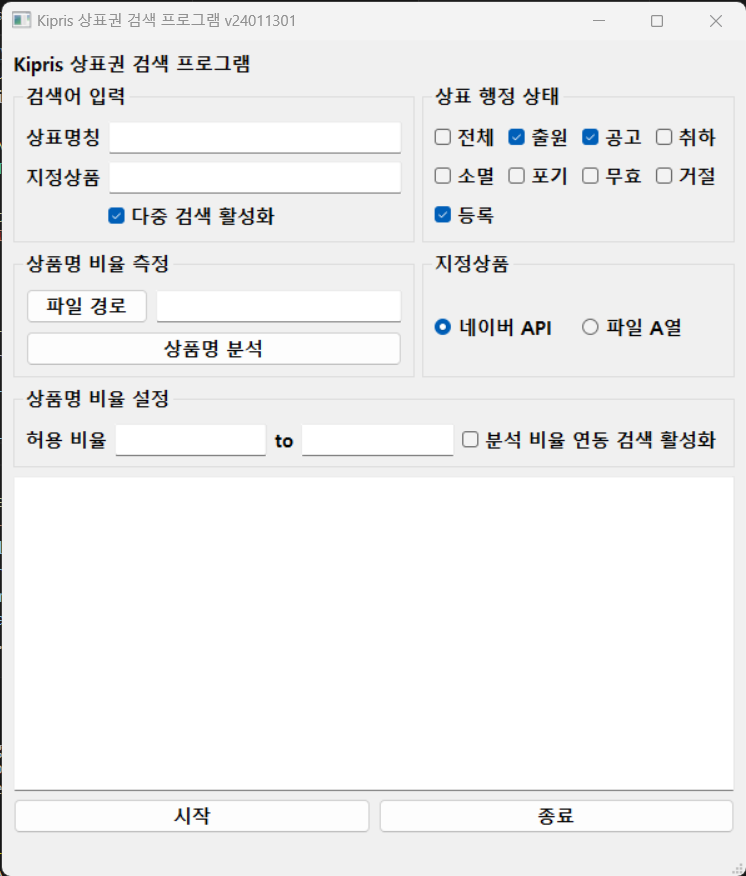 Kipris 상표권 검색 프로그램 v24011301
Kipris 상표권 검색 프로그램
검색어 입력
상표명칭
지정상품
다중 검색 활성화
상표 행정 상태
전체 출원 공고 취하
소멸 포기 무효 거절
등록
상품명 비율 측정
파일 경로
상품명 분석
지정상품
네이버 API 파일 A열
상품명 비율 설정
허용 비율 to 분석 비율 연동 검색 활성화
시작 종료